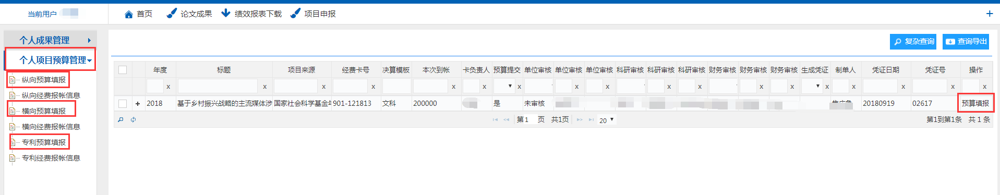 当前用户
首页 论文成果 绩效报表下载 项目申报 +
个人成果管理
个人项目预算管理
纵向预算填报
纵向经费报帐信息
横向预算填报
横向经费报帐信息
专利预算填报
专利经费报帐信息
复杂查询 查询导出
年度 标题 项目来源 经费卡号 决算模板 本次到帐 卡负责人 预算提交 单位审核 单位审核 单位审核 科研审核 科研审核 科研审核 财务审核 财务审核 财务审核 生成凭证 制单人 凭证日期 凭证号 操作
x x x x x x x x x x x x x x x x x x x
+ 2018 基于乡村振兴战略的主流媒体涉 国家社会科学基金 901-121813 文科 200000 是 未审核 20180919 02617 预算填报
第 1 页 共1页 20 第1到第1条 共 1 条